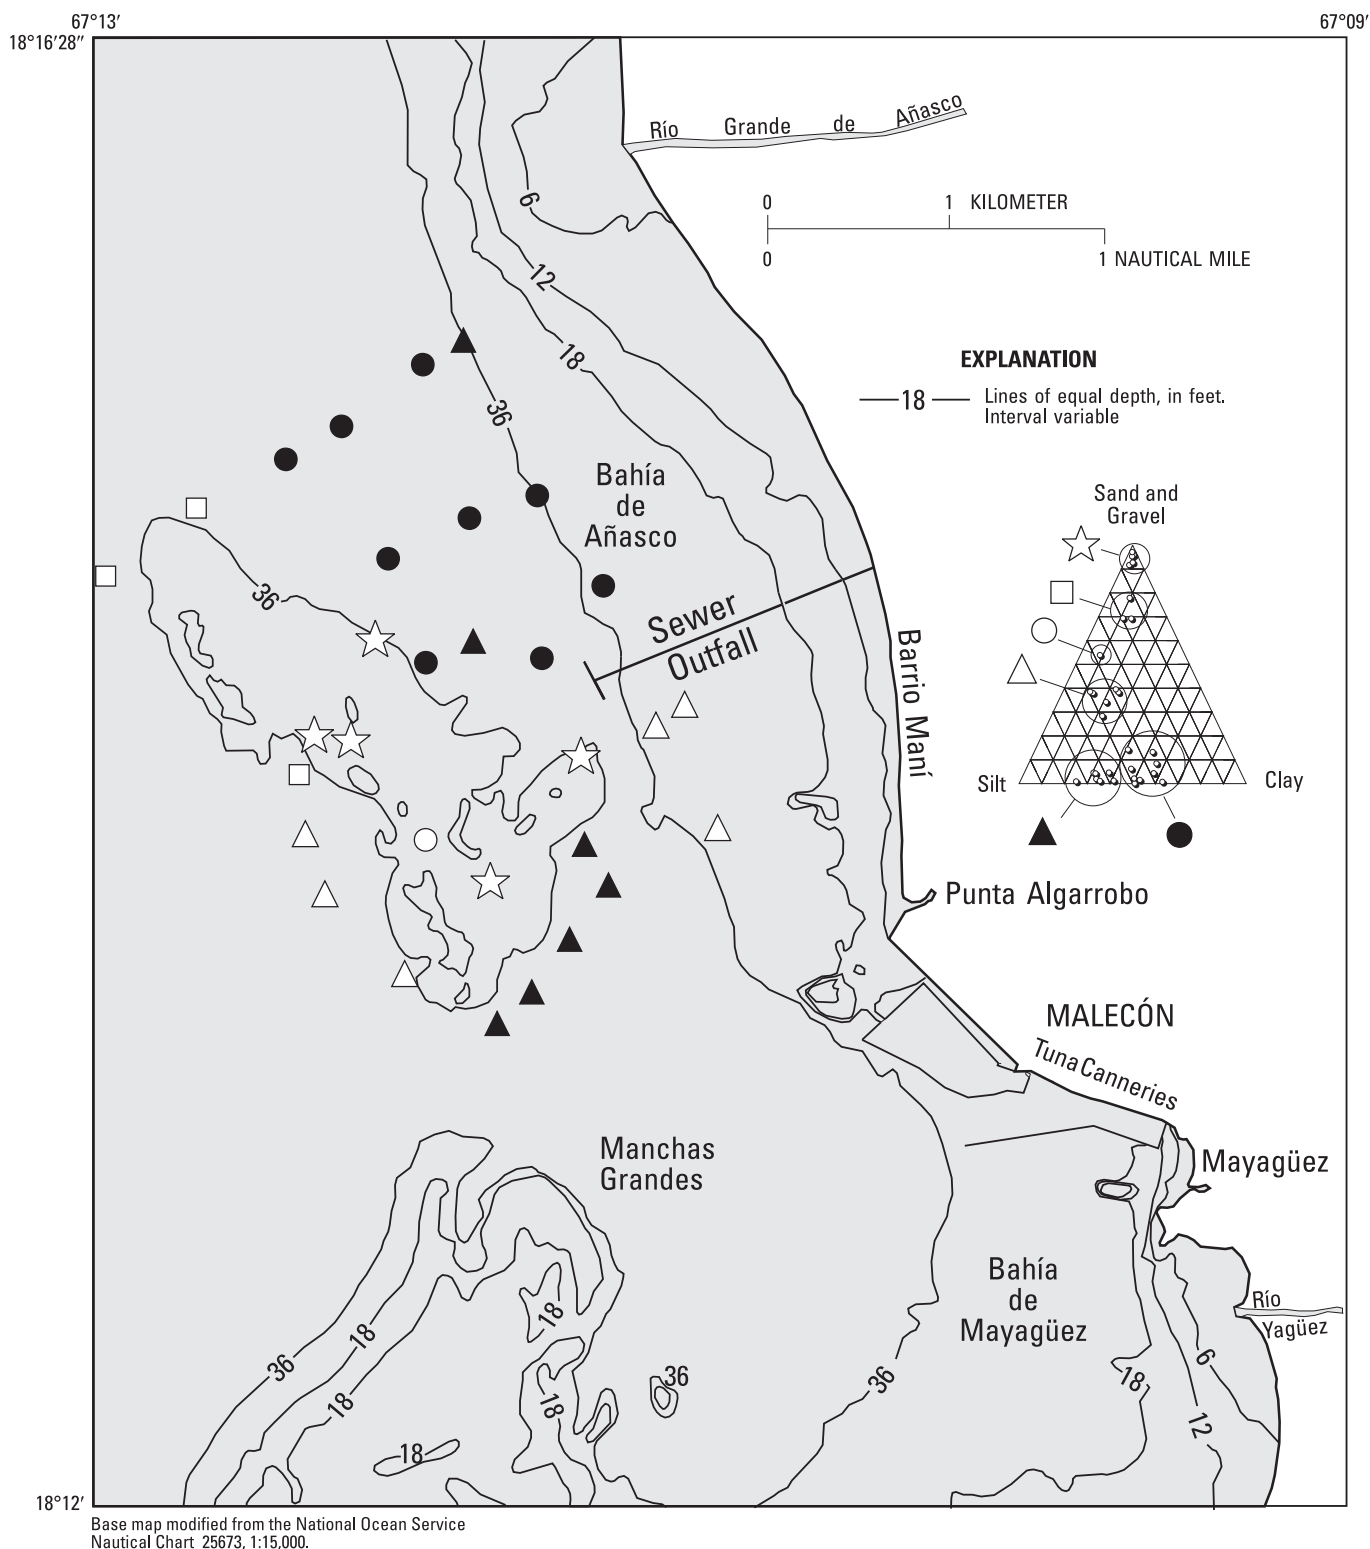 67°13′
67°09′
18°16′28″
Río Grande de Añasco
0 1 KILOMETER
0 1 NAUTICAL MILE
6
12
18
EXPLANATION
18 Lines of equal depth, in feet.
Interval variable
36
Bahía
de
Añasco
Sand and
Gravel
36
Sewer
Outfall
Barrio Maní
Silt
Clay
Punta Algarrobo
MALECÓN
Tuna Canneries
Manchas
Grandes
Mayagüez
Bahía
de
Mayagüez
Río
Yagüez
18
18
36
18
18
36
36
18
6
12
18
18°12′
Base map modified from the National Ocean Service
Nautical Chart 25673, 1:15,000.